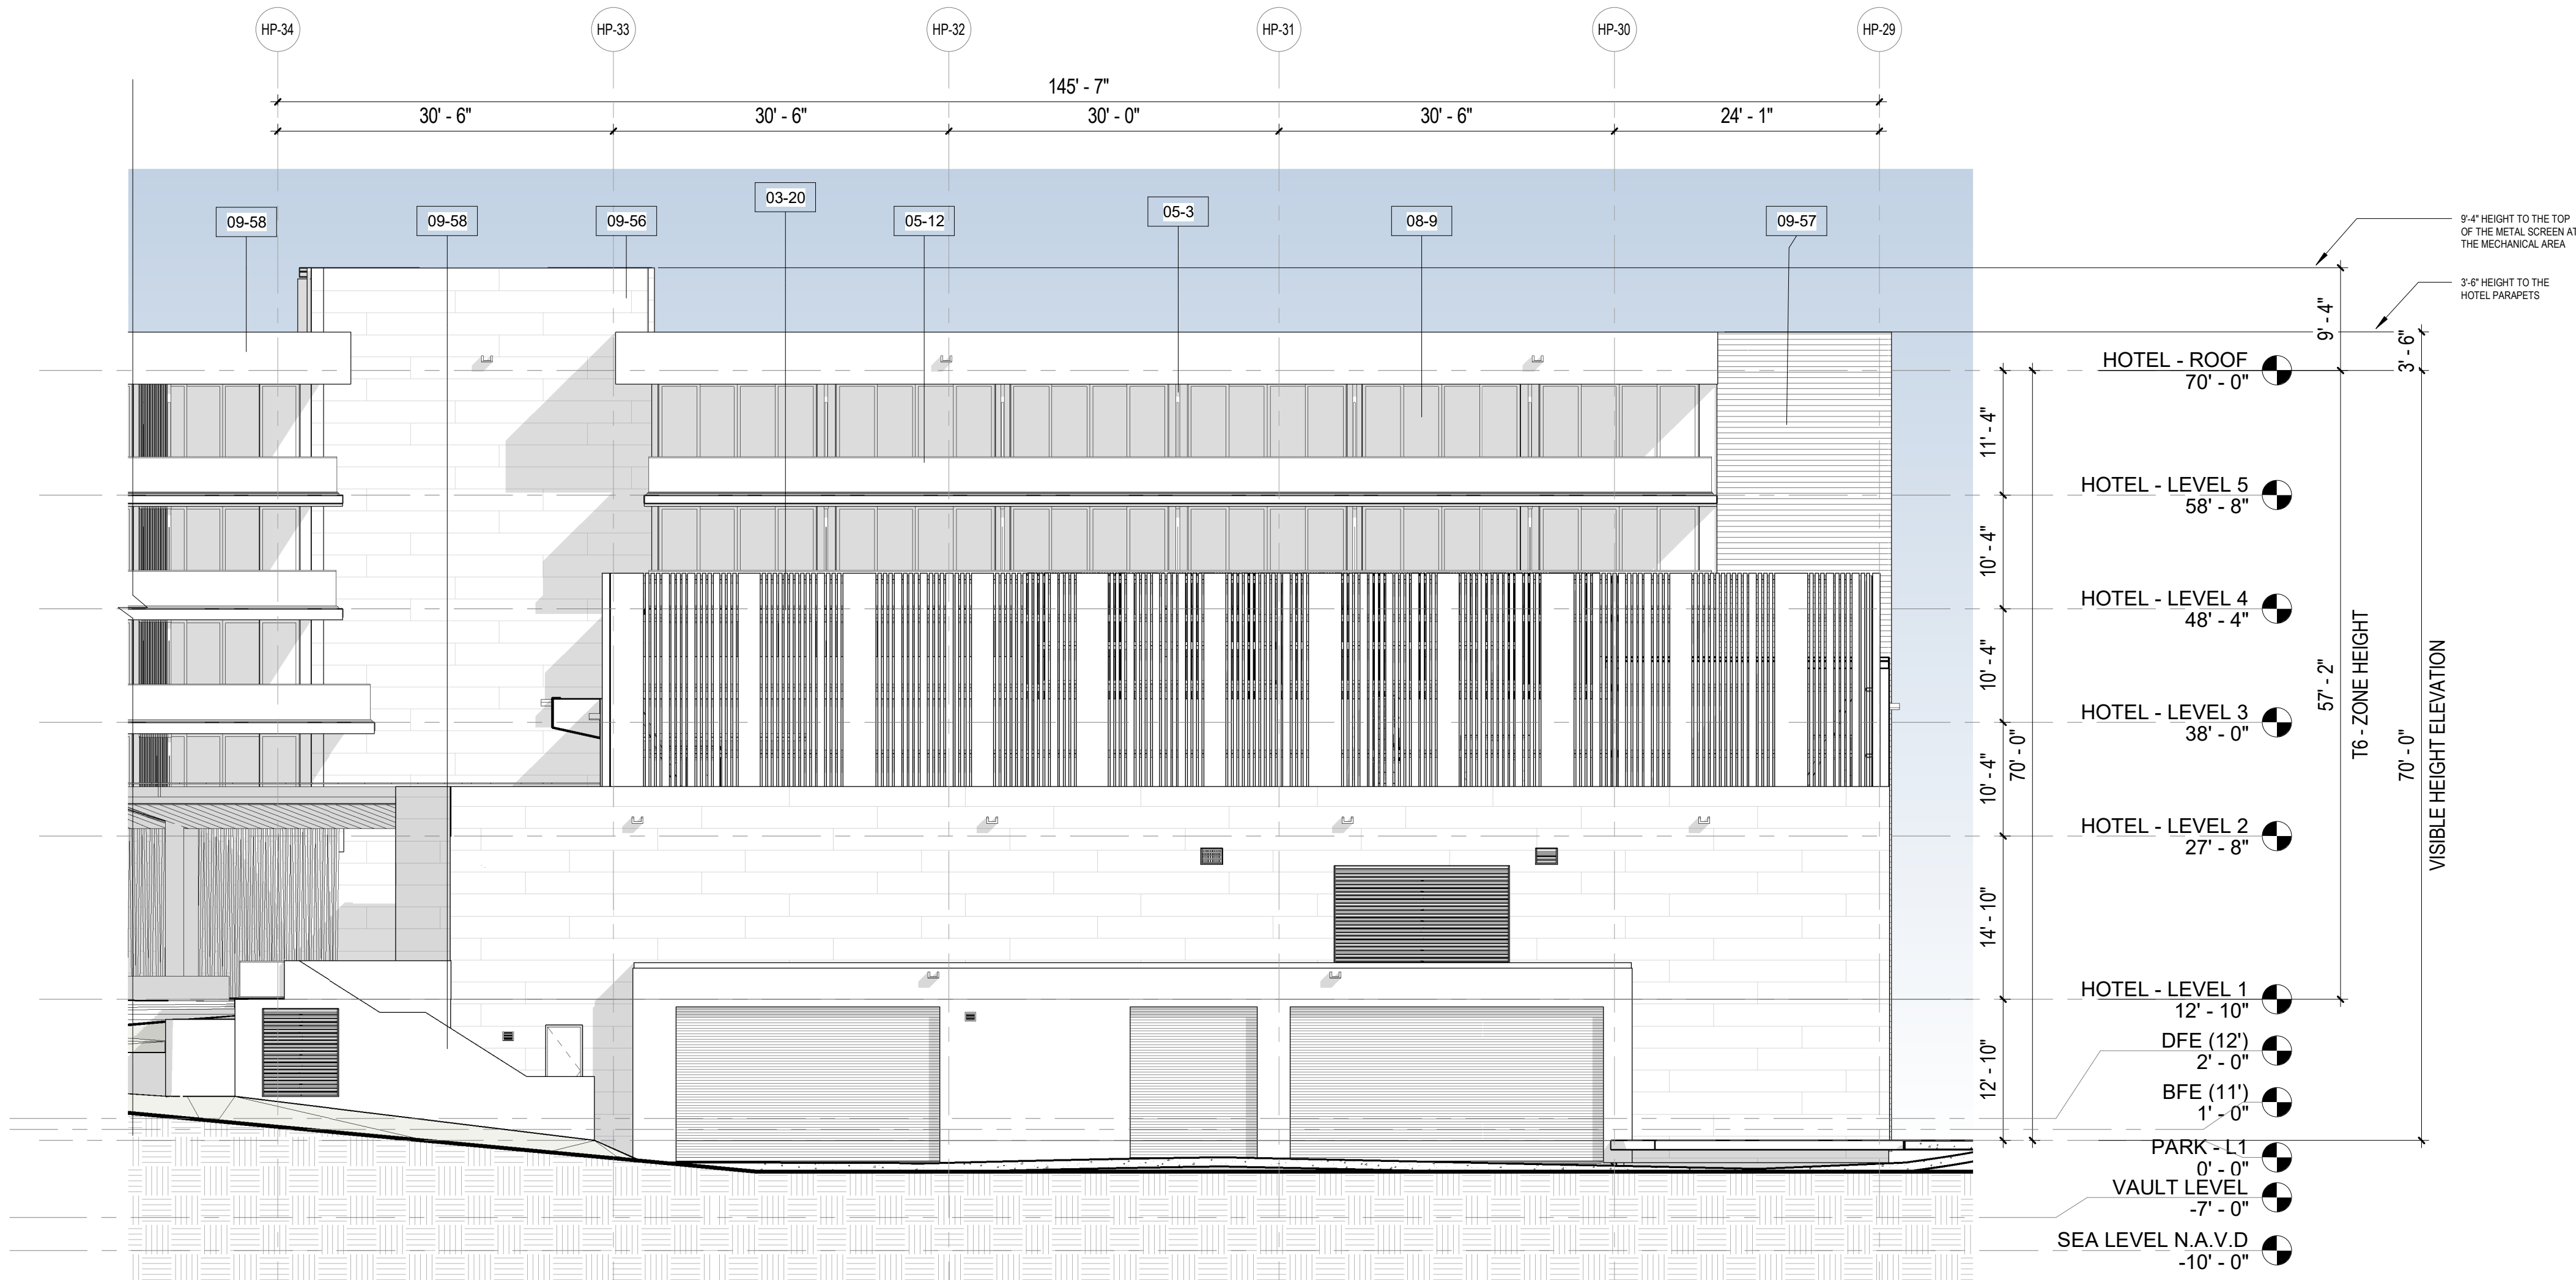 HP-34
HP-33
HP-32
HP-31
HP-30
HP-29
145' - 7"
30' - 6"
30' - 6"
30' - 0"
30' - 6"
24' - 1"
09-58
09-58
09-56
03-20
05-12
05-3
08-9
09-57
9'-4" HEIGHT TO THE TOP
OF THE METAL SCREEN AT
THE MECHANICAL AREA
3'-6" HEIGHT TO THE
HOTEL PARAPETS
9' - 4"
3' - 6"
HOTEL - ROOF
70' - 0"
11' - 4"
HOTEL - LEVEL 5
58' - 8"
10' - 4"
HOTEL - LEVEL 4
48' - 4"
10' - 4"
HOTEL - LEVEL 3
38' - 0"
10' - 4"
70' - 0"
57' - 2"
T6 - ZONE HEIGHT
70' - 0"
VISIBLE HEIGHT ELEVATION
HOTEL - LEVEL 2
27' - 8"
14' - 10"
HOTEL - LEVEL 1
12' - 10"
12' - 10"
DFE (12')
2' - 0"
BFE (11')
1' - 0"
PARK - L1
0' - 0"
VAULT LEVEL
-7' - 0"
SEA LEVEL N.A.V.D
-10' - 0"